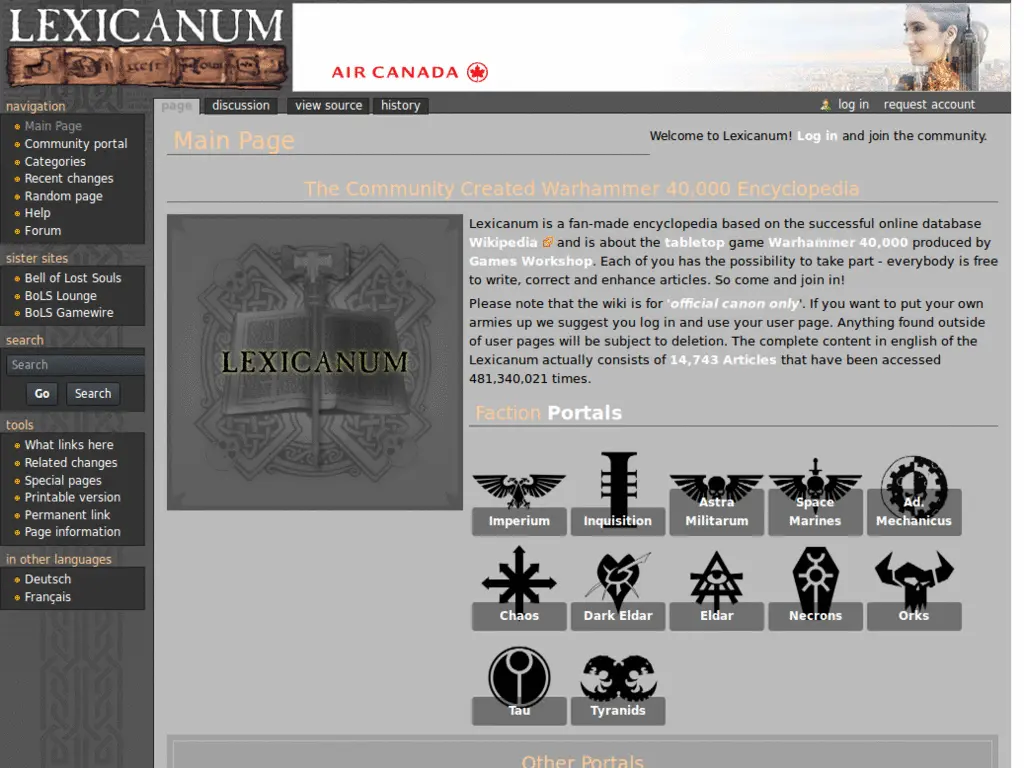 LEXICANUM
AIR CANADA
navigation
Main Page
Community portal
Categories
Recent changes
Random page
Help
Forum
sister sites
Bell of Lost Souls
BoLS Lounge
BoLS Gamewire
search
Search
Go Search
tools
What links here
Related changes
Special pages
Printable version
Permanent link
Page information
in other languages
Deutsch
Français
page discussion view source history
log in request account
Main Page
Welcome to Lexicanum! Log in and join the community.
The Community Created Warhammer 40,000 Encyclopedia
LEXICANUM
Lexicanum is a fan-made encyclopedia based on the successful online database
Wikipedia and is about the tabletop game Warhammer 40,000 produced by
Games Workshop. Each of you has the possibility to take part - everybody is free
to write, correct and enhance articles. So come and join in!
Please note that the wiki is for 'official canon only'. If you want to put your own
armies up we suggest you log in and use your user page. Anything found outside
of user pages will be subject to deletion. The complete content in english of the
Lexicanum actually consists of 14,743 Articles that have been accessed
481,340,021 times.
Faction Portals
Imperium
Inquisition
Astra
Militarum
Space
Marines
Ad.
Mechanicus
Chaos
Dark Eldar
Eldar
Necrons
Orks
Tau
Tyranids
Other Portals